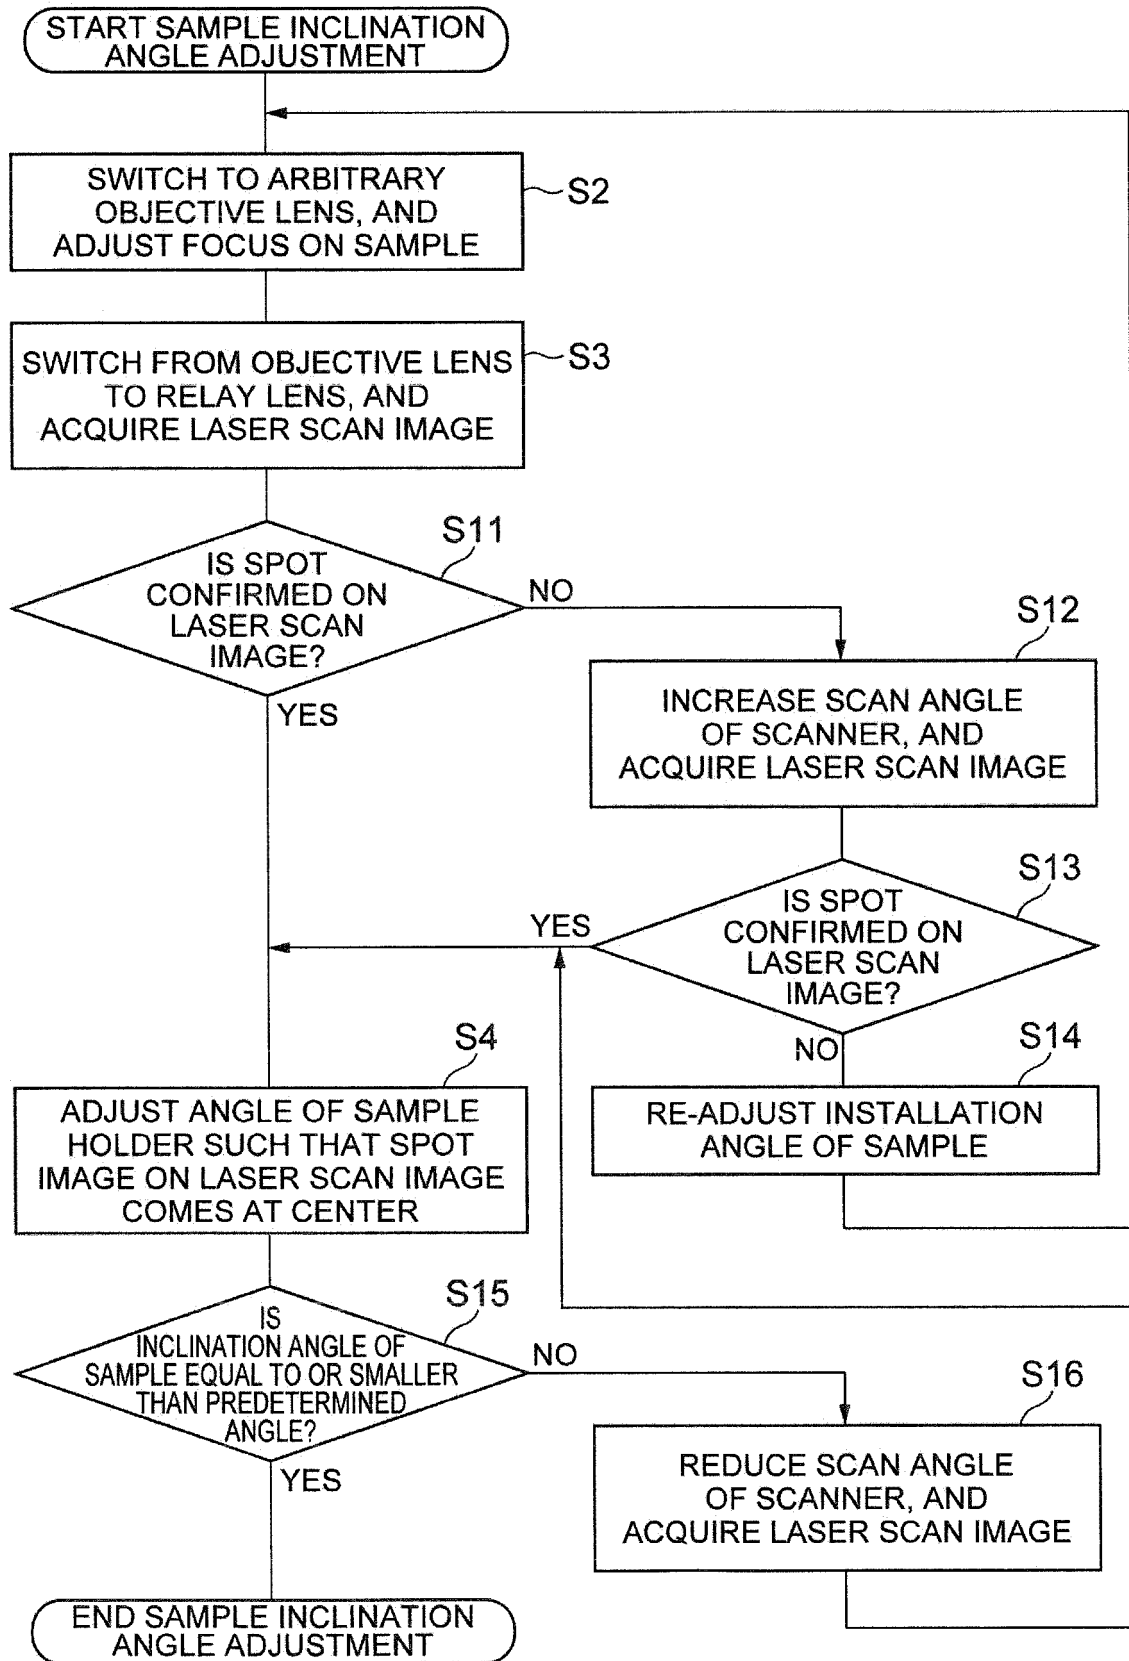 START SAMPLE INCLINATION
ANGLE ADJUSTMENT
SWITCH TO ARBITRARY
OBJECTIVE LENS, AND
ADJUST FOCUS ON SAMPLE
S2
SWITCH FROM OBJECTIVE LENS
TO RELAY LENS, AND
ACQUIRE LASER SCAN IMAGE
S3
S11
IS SPOT
CONFIRMED ON
LASER SCAN
IMAGE?
NO
YES
S12
INCREASE SCAN ANGLE
OF SCANNER, AND
ACQUIRE LASER SCAN IMAGE
S13
IS SPOT
CONFIRMED ON
LASER SCAN
IMAGE?
YES
NO
S14
RE-ADJUST INSTALLATION
ANGLE OF SAMPLE
S4
ADJUST ANGLE OF SAMPLE
HOLDER SUCH THAT SPOT
IMAGE ON LASER SCAN IMAGE
COMES AT CENTER
S15
IS
INCLINATION ANGLE OF
SAMPLE EQUAL TO OR SMALLER
THAN PREDETERMINED
ANGLE?
NO
YES
S16
REDUCE SCAN ANGLE
OF SCANNER, AND
ACQUIRE LASER SCAN IMAGE
END SAMPLE INCLINATION
ANGLE ADJUSTMENT